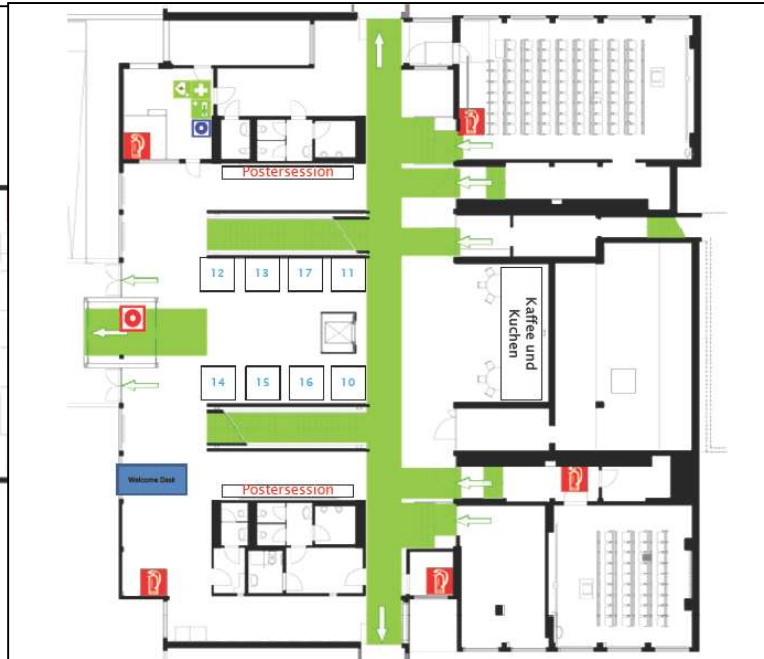 Postersession
12 13 17 11
Kaffee und
Kuchen
14 15 16 10
Welcome Desk
Postersession